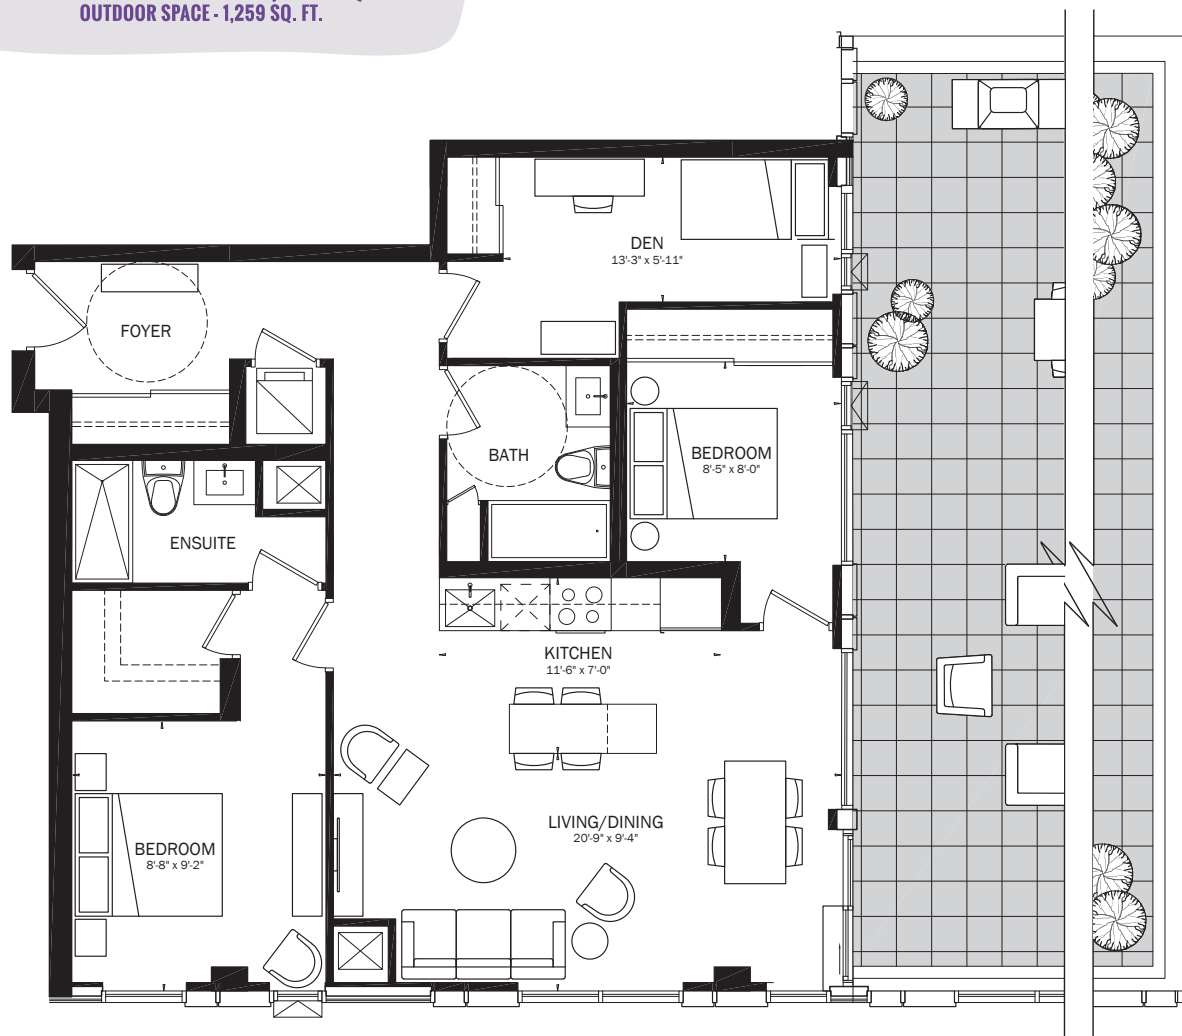 OUTDOOR SPACE - 1,259 SQ. FT.
DEN
13'-3" x 5'-11"
FOYER
BATH
BEDROOM
8'-5" x 8'-0"
ENSUITE
KITCHEN
11'-6" x 7'-0"
LIVING/DINING
20'-9" x 9'-4"
BEDROOM
8'-8" x 9'-2"